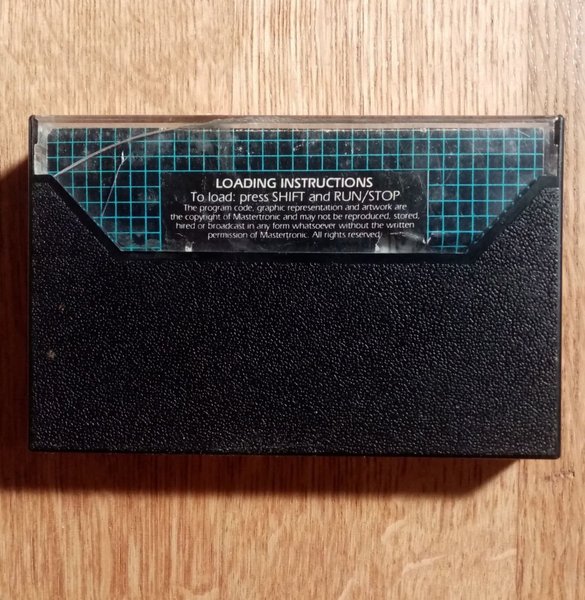 LOADING INSTRUCTIONS
To load: press SHIFT and RUN/STOP
The program code, graphic representation and artwork are
the copyright of Mastertronic and may not be reproduced, stored,
hired or broadcast in any form whatsoever without the written
permission of Mastertronic. All rights reserved.